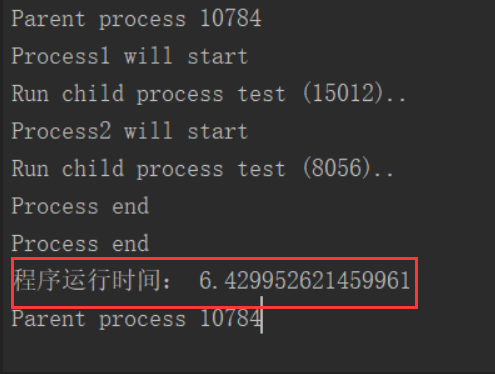 Parent process 10784
Process1 will start
Run child process test (15012)..
Process2 will start
Run child process test (8056)..
Process end
Process end
程序运行时间： 6.429952621459961
Parent process 10784